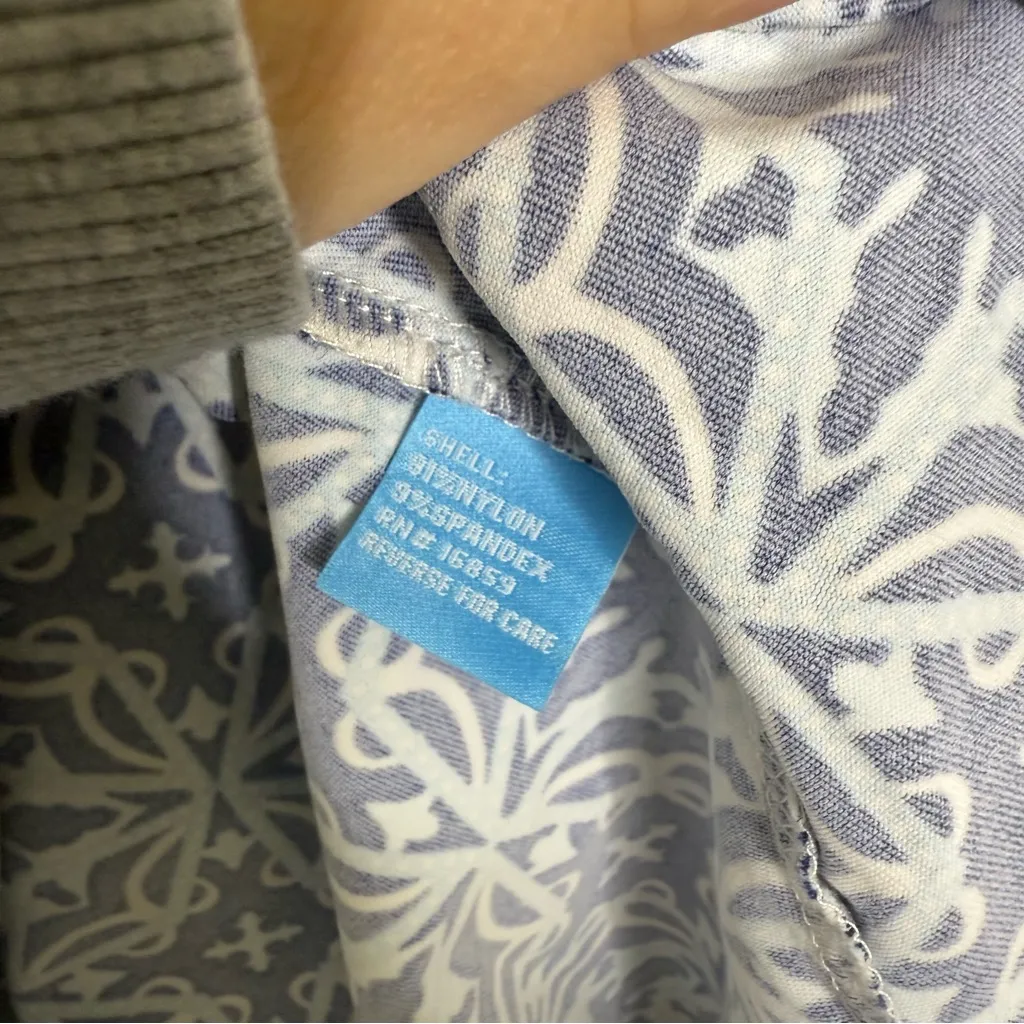 SHELL:
91%NYLON
9%SPANDEX
RN# 16859
REVERSE FOR CARE